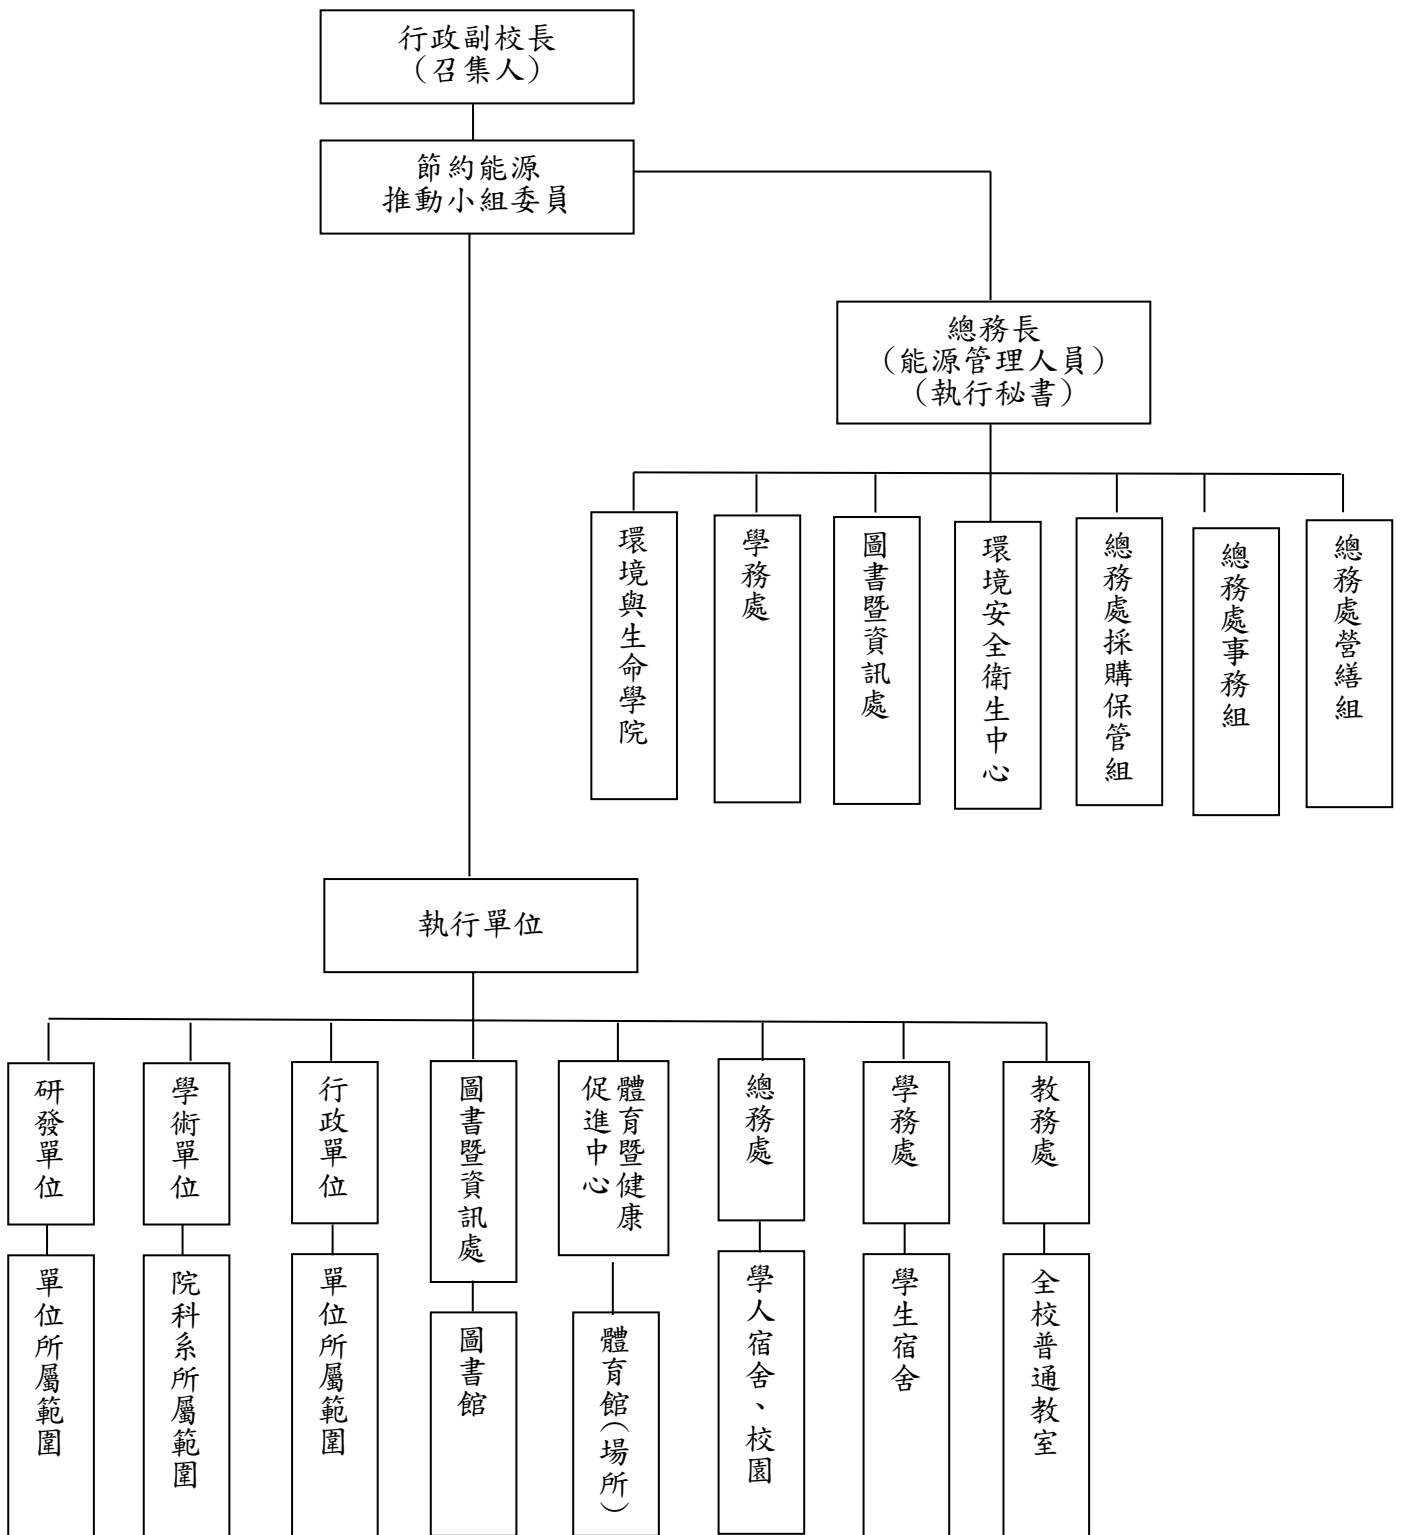 行政副校長
（召集人）
節約能源
推動小組委員
總務長
（能源管理人員）
（執行秘書）
環境與生命學院
學務處
圖書暨資訊處
環境安全衛生中心
總務處採購保管組
總務處事務組
總務處營繕組
執行單位
研發單位
學術單位
行政單位
圖書暨資訊處
體育暨健康
促進中心
總務處
學務處
教務處
單位所屬範圍
院科系所屬範圍
單位所屬範圍
圖書館
體育館（場所）
學人宿舍、校園
學生宿舍
全校普通教室